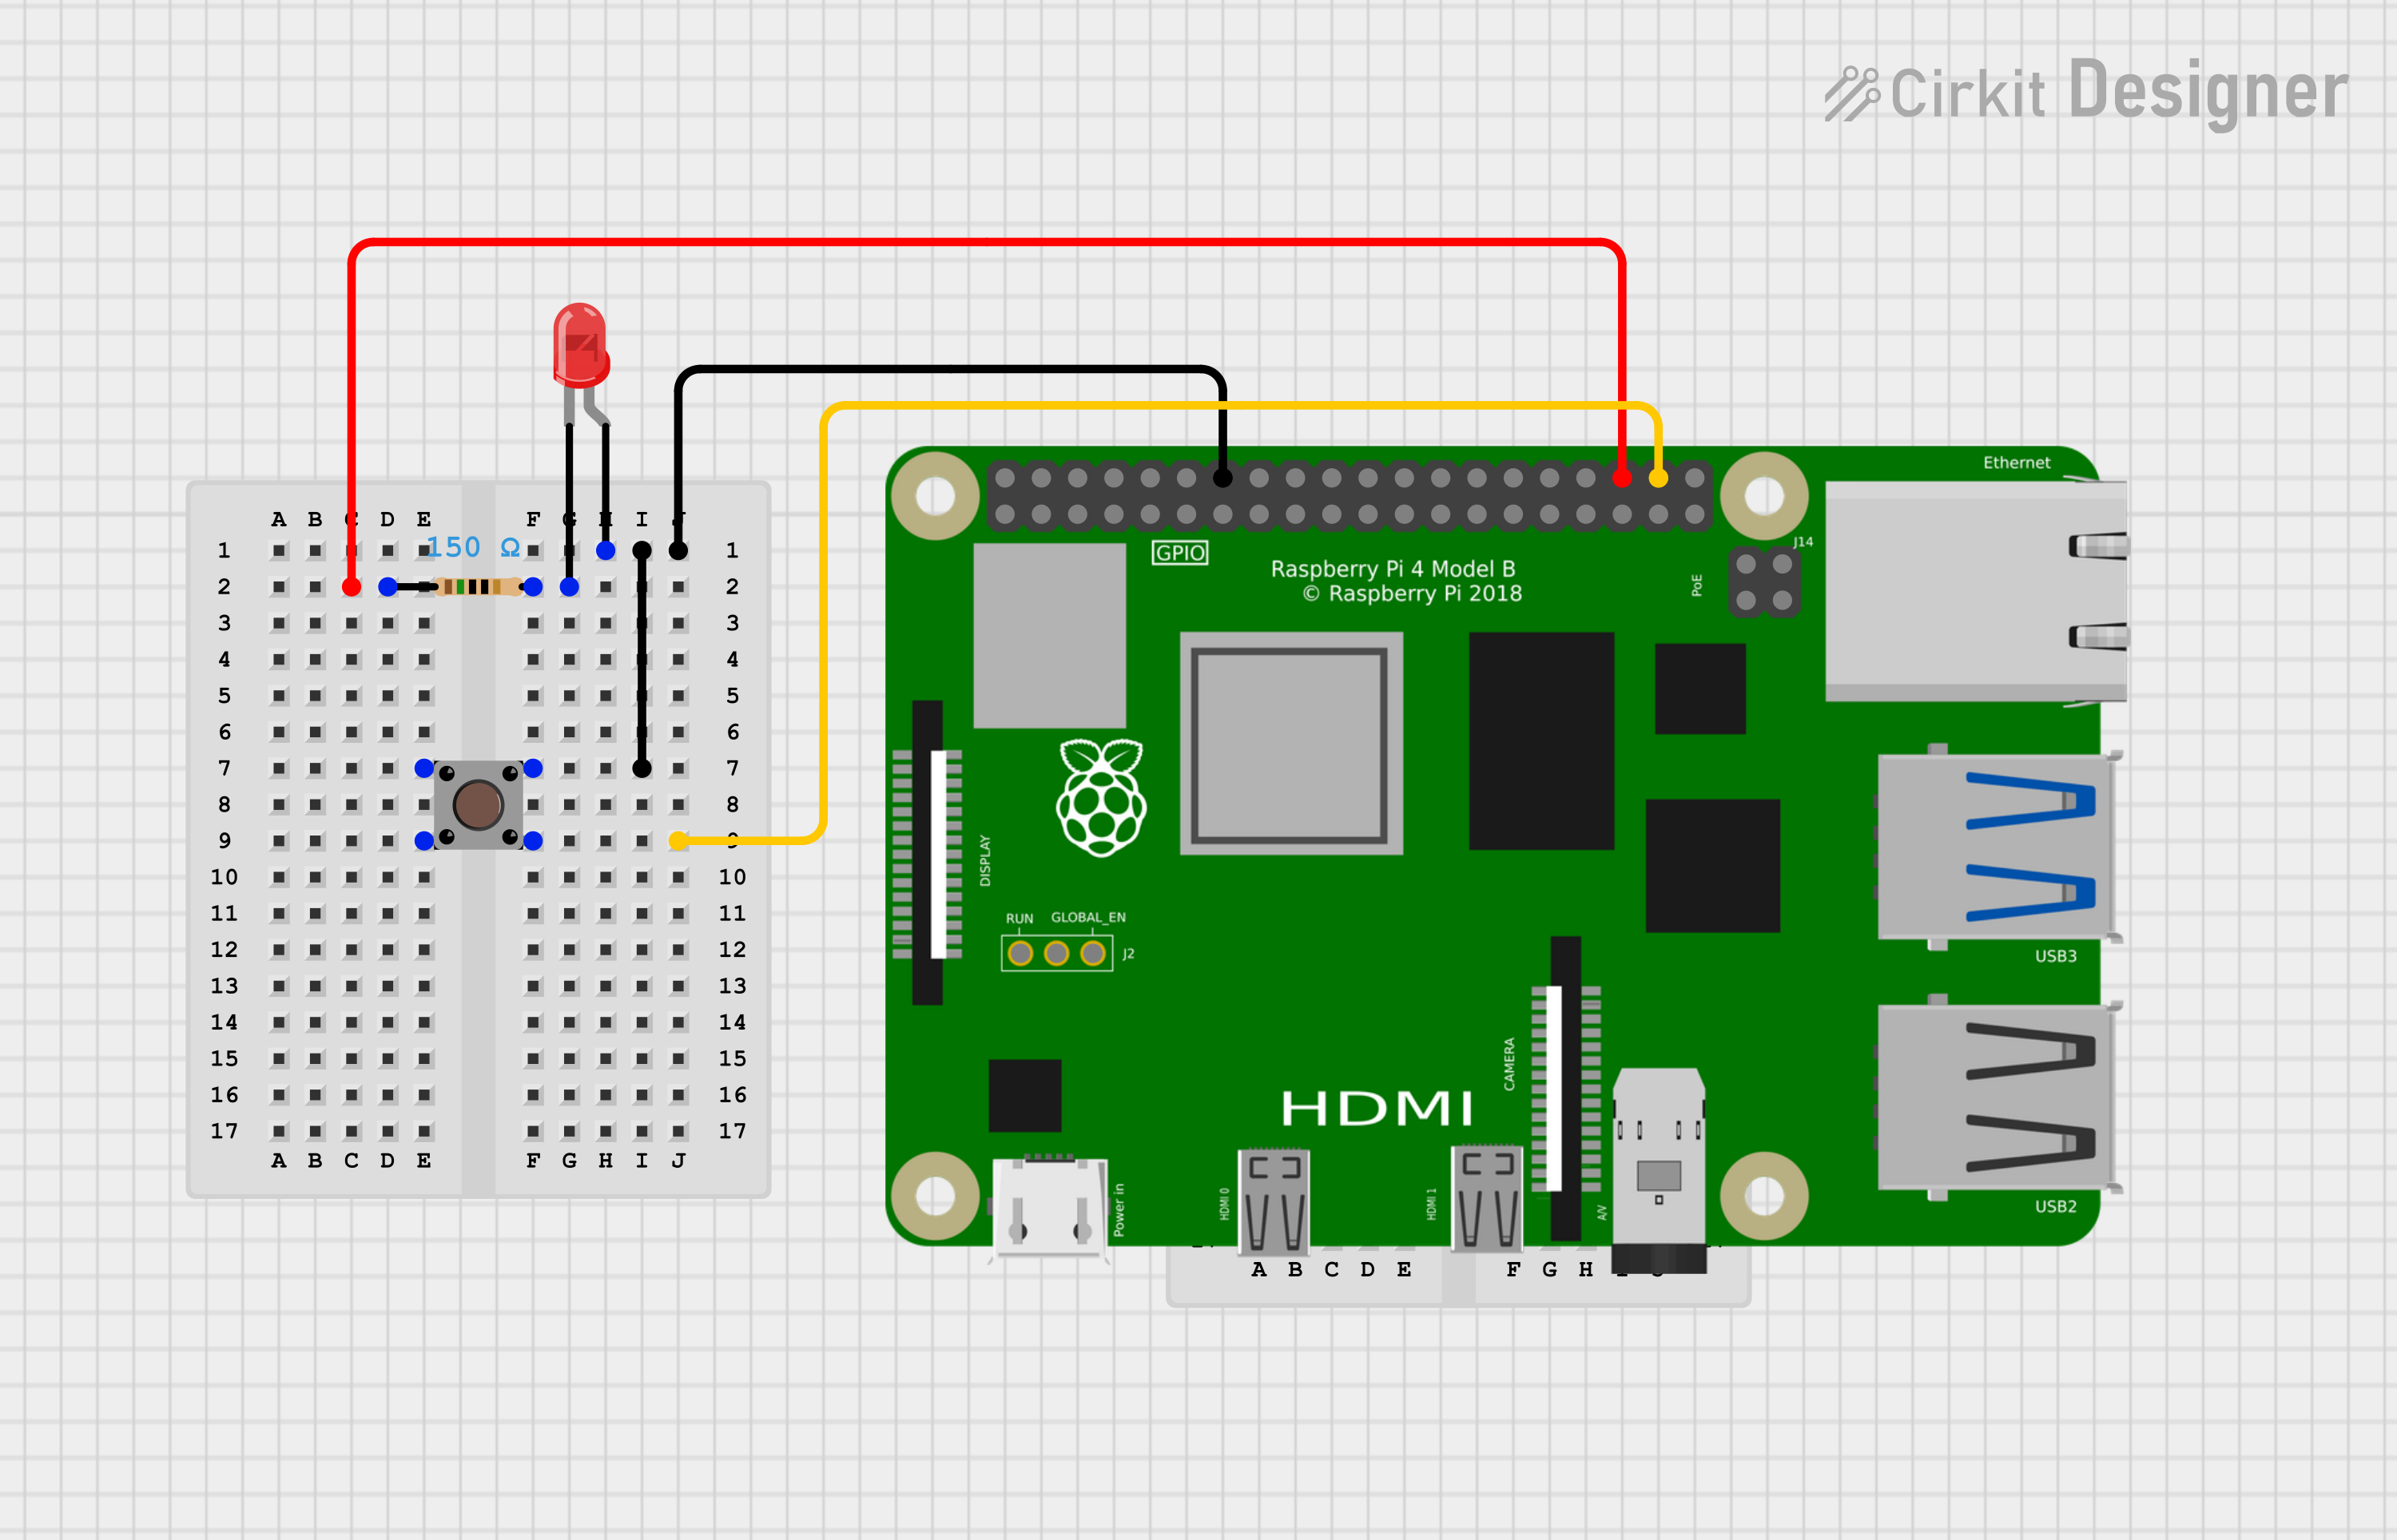 Cirkit Designer
Ethernet
A B C D E F G H I J
150 Ω
1 1
2 2
3 3
4 4
5 5
6 6
7 7
8 8
9 9
10 10
11 11
12 12
13 13
14 14
15 15
16 16
17 17
A B C D E F G H I J
J14
GPIO
Raspberry Pi 4 Model B
© Raspberry Pi 2018
PoE
DISPLAY
RUN GLOBAL_EN
J2
USB3
CAMERA
HDMI
Power in
HDMI 0
HDMI 1
A/V
USB2
A B C D E F G H